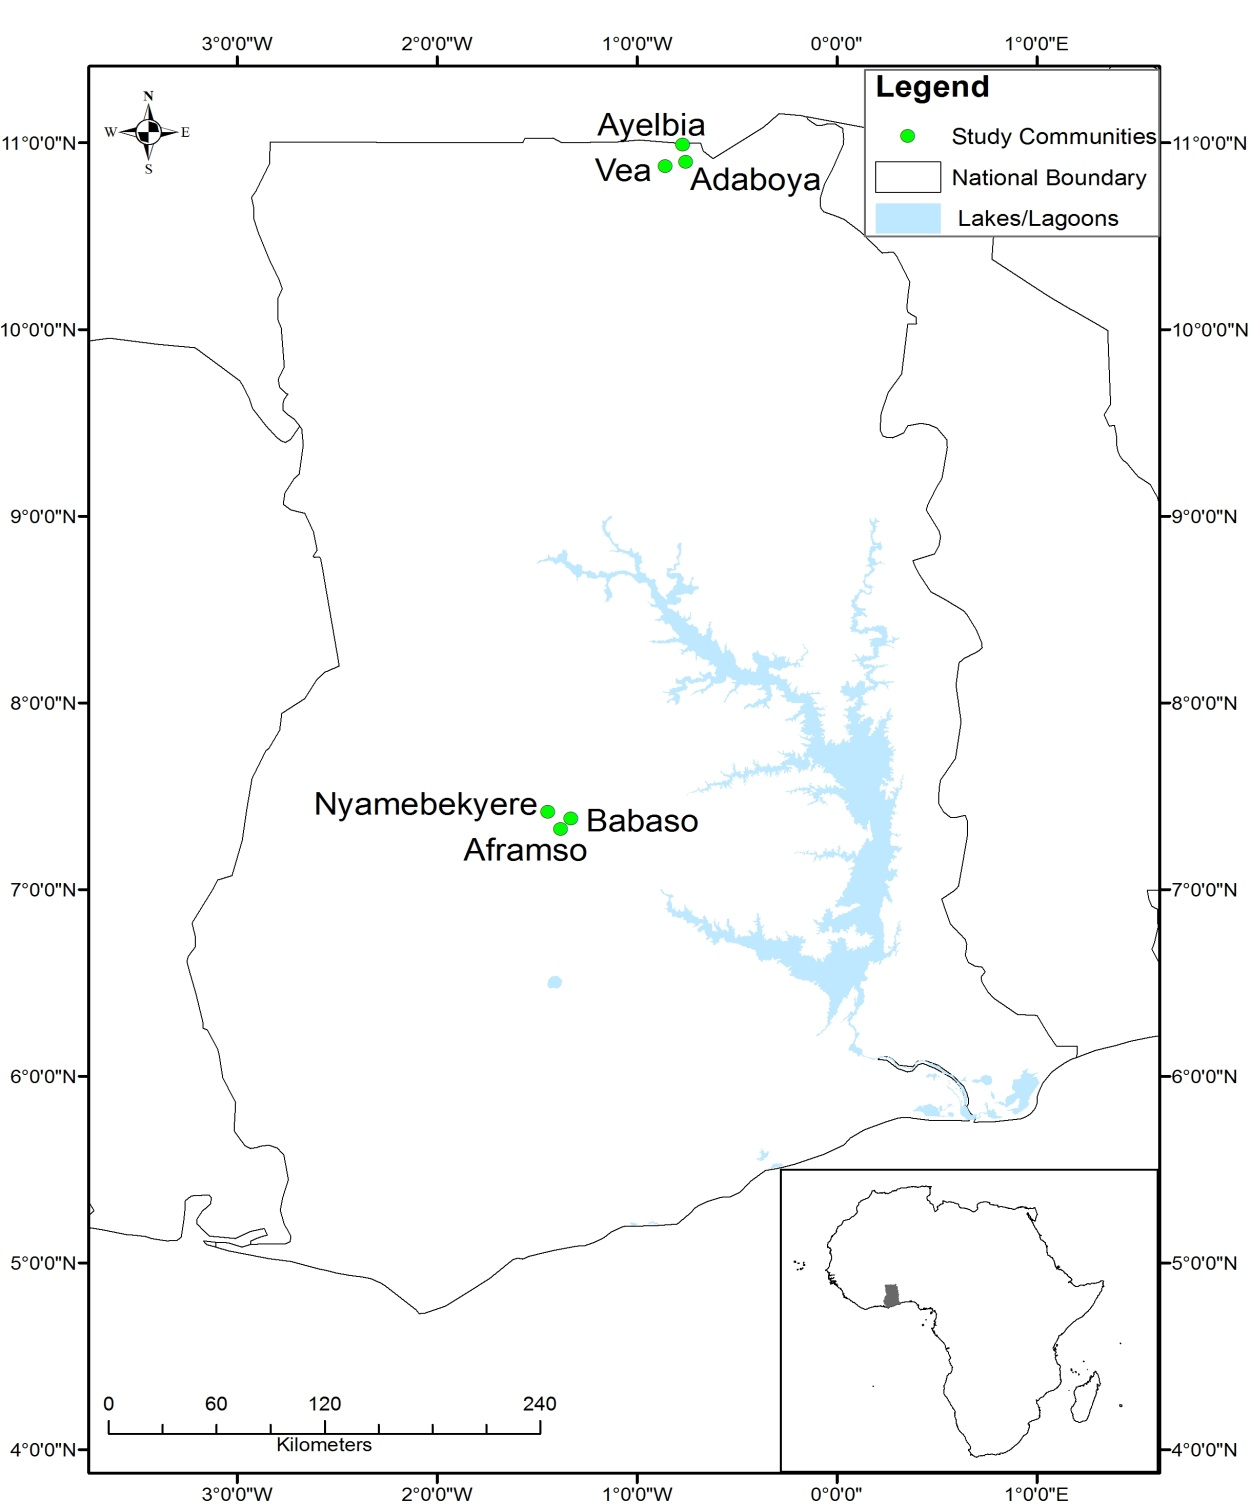 3°0'0"W 2°0'0"W 1°0'0"W 0°0'0" 1°0'0"E
Legend
N
W E
S
Study Communities
National Boundary
Lakes/Lagoons
Ayelbia
Vea
Adaboya
11°0'0"N 11°0'0"N
10°0'0"N 10°0'0"N
9°0'0"N 9°0'0"N
8°0'0"N 8°0'0"N
Nyamebekyere
Babaso
Aframso
7°0'0"N 7°0'0"N
6°0'0"N 6°0'0"N
5°0'0"N 5°0'0"N
0 60 120 240
Kilometers
4°0'0"N 4°0'0"N
3°0'0"W 2°0'0"W 1°0'0"W 0°0'0" 1°0'0"E